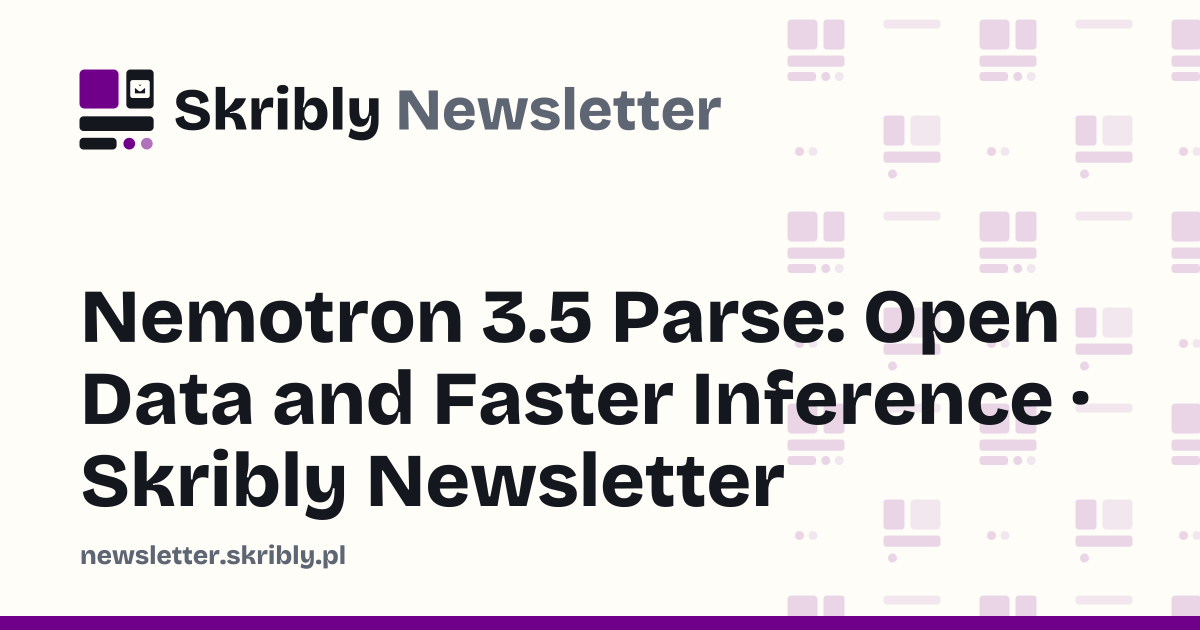 Skribly Newsletter
Nemotron 3.5 Parse: Open
Data and Faster Inference ·
Skribly Newsletter
newsletter.skribly.pl